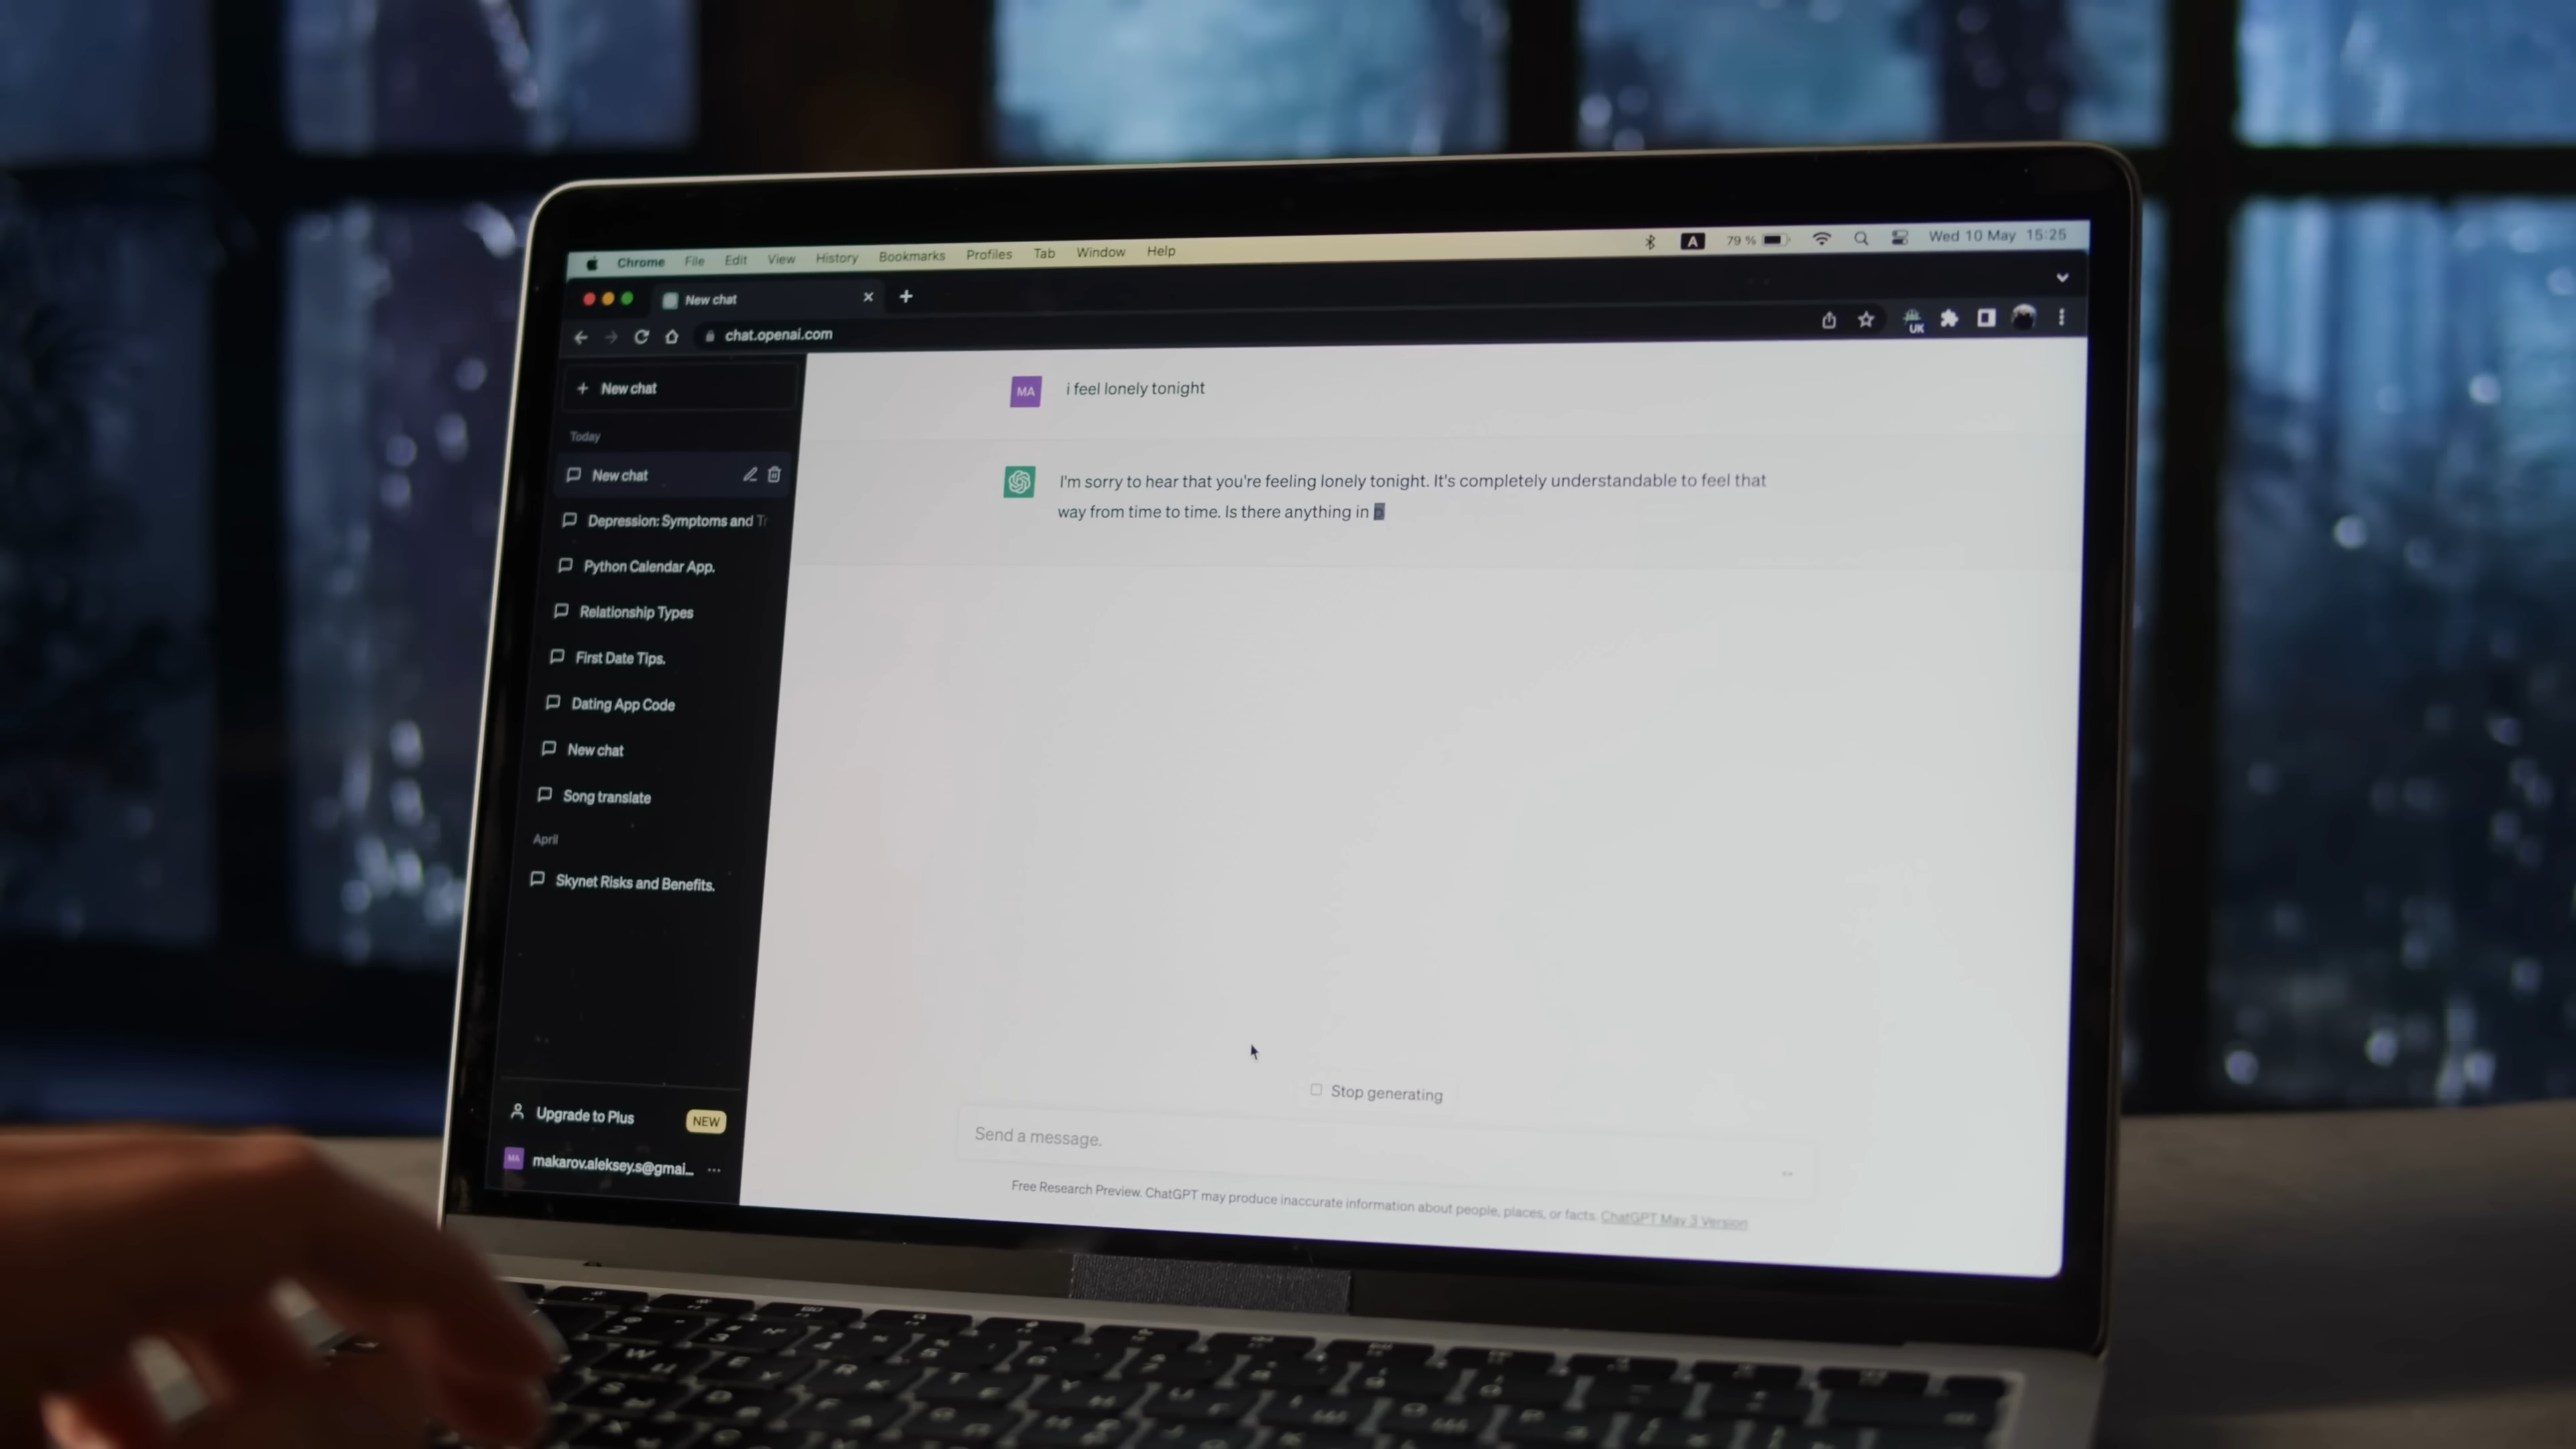 Chrome File Edit View History Bookmarks Profiles Tab Window Help
A 79 % Wed 10 May 15:25
New chat
chat.openai.com
UK
New chat
Today
New chat
Depression: Symptoms and Tr
Python Calendar App.
Relationship Types
First Date Tips.
Dating App Code
New chat
Song translate
April
Skynet Risks and Benefits.
Upgrade to Plus NEW
MA makarov.aleksey.s@gmai...
MA i feel lonely tonight
I'm sorry to hear that you're feeling lonely tonight. It's completely understandable to feel that
way from time to time. Is there anything in
Stop generating
Send a message.
Free Research Preview. ChatGPT may produce inaccurate information about people, places, or facts. ChatGPT May 3 Version